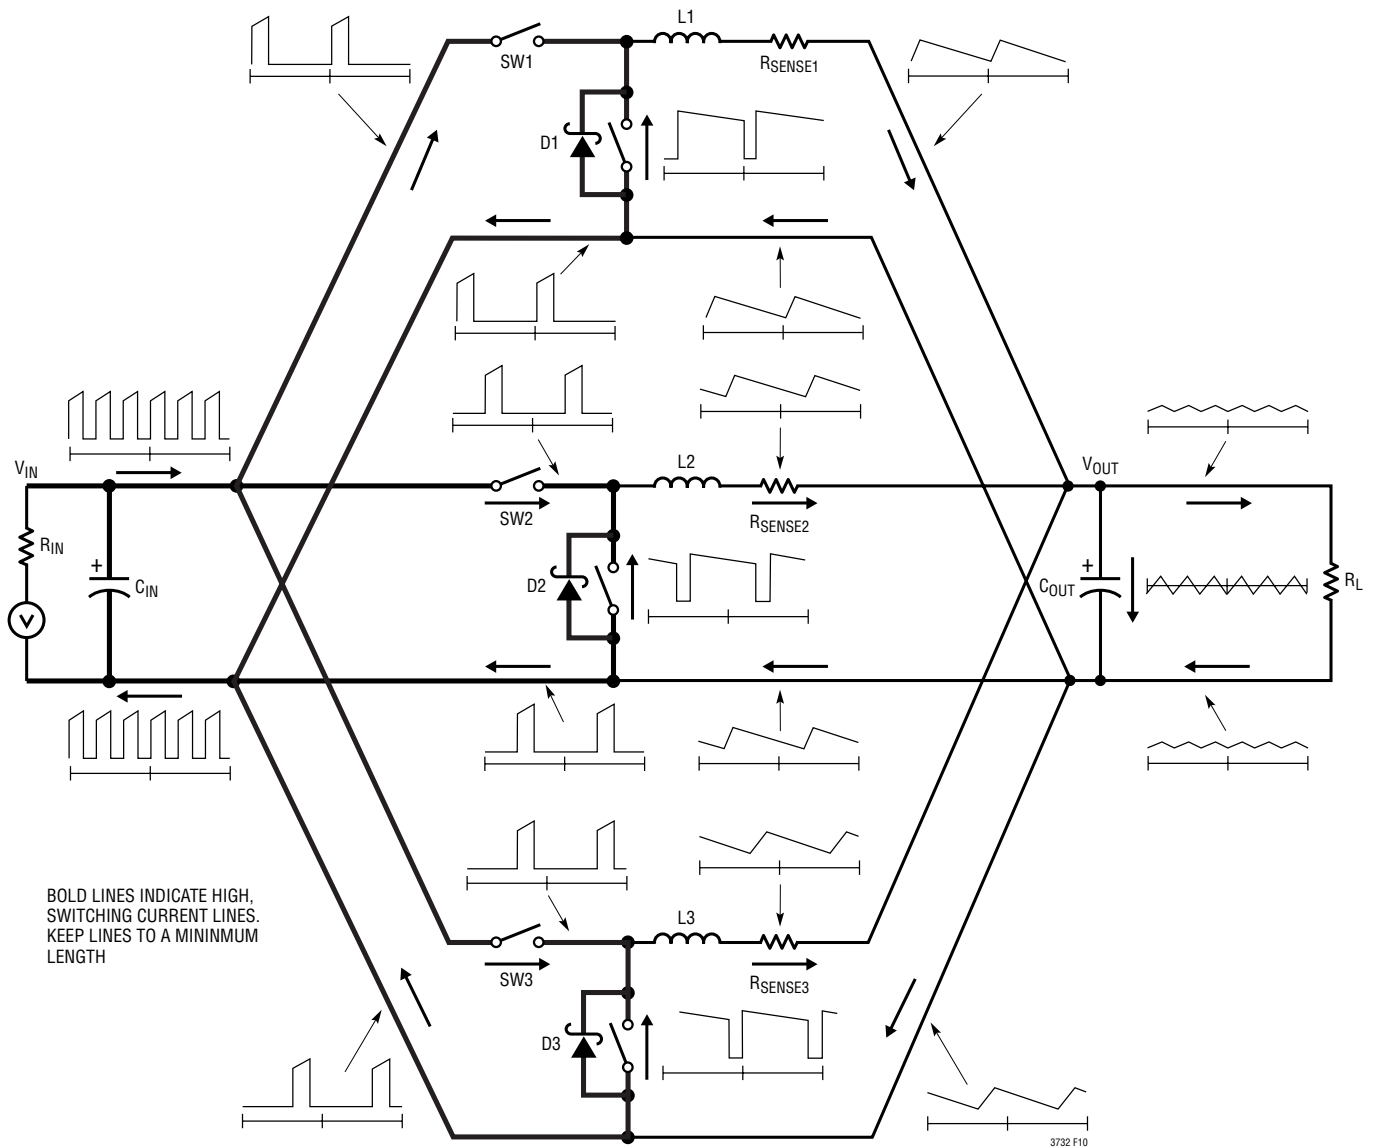 L1
SW1
RSENSE1
D1
VIN
L2
VOUT
SW2
RSENSE2
RIN
+
CIN
D2
+
COUT
RL
V
BOLD LINES INDICATE HIGH,
SWITCHING CURRENT LINES.
KEEP LINES TO A MININMUM
LENGTH
L3
SW3
RSENSE3
D3
3732 F10